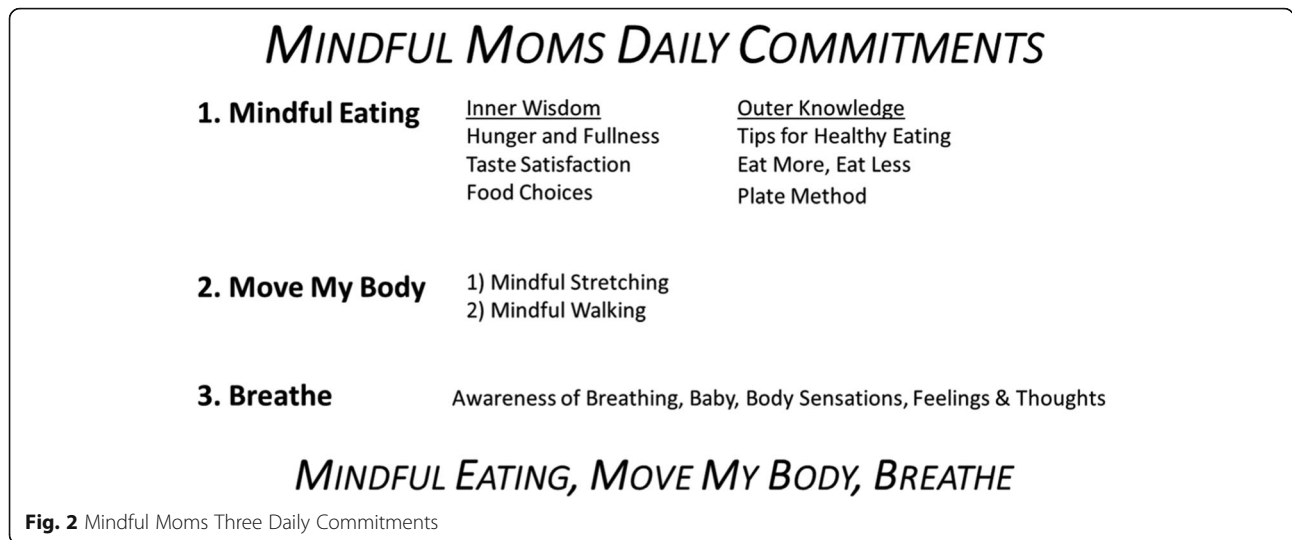 MINDFUL MOMS DAILY COMMITMENTS
1. Mindful Eating
Inner Wisdom
Hunger and Fullness
Taste Satisfaction
Food Choices
Outer Knowledge
Tips for Healthy Eating
Eat More, Eat Less
Plate Method
2. Move My Body
1) Mindful Stretching
2) Mindful Walking
3. Breathe
Awareness of Breathing, Baby, Body Sensations, Feelings & Thoughts
MINDFUL EATING, MOVE MY BODY, BREATHE
Fig. 2 Mindful Moms Three Daily Commitments